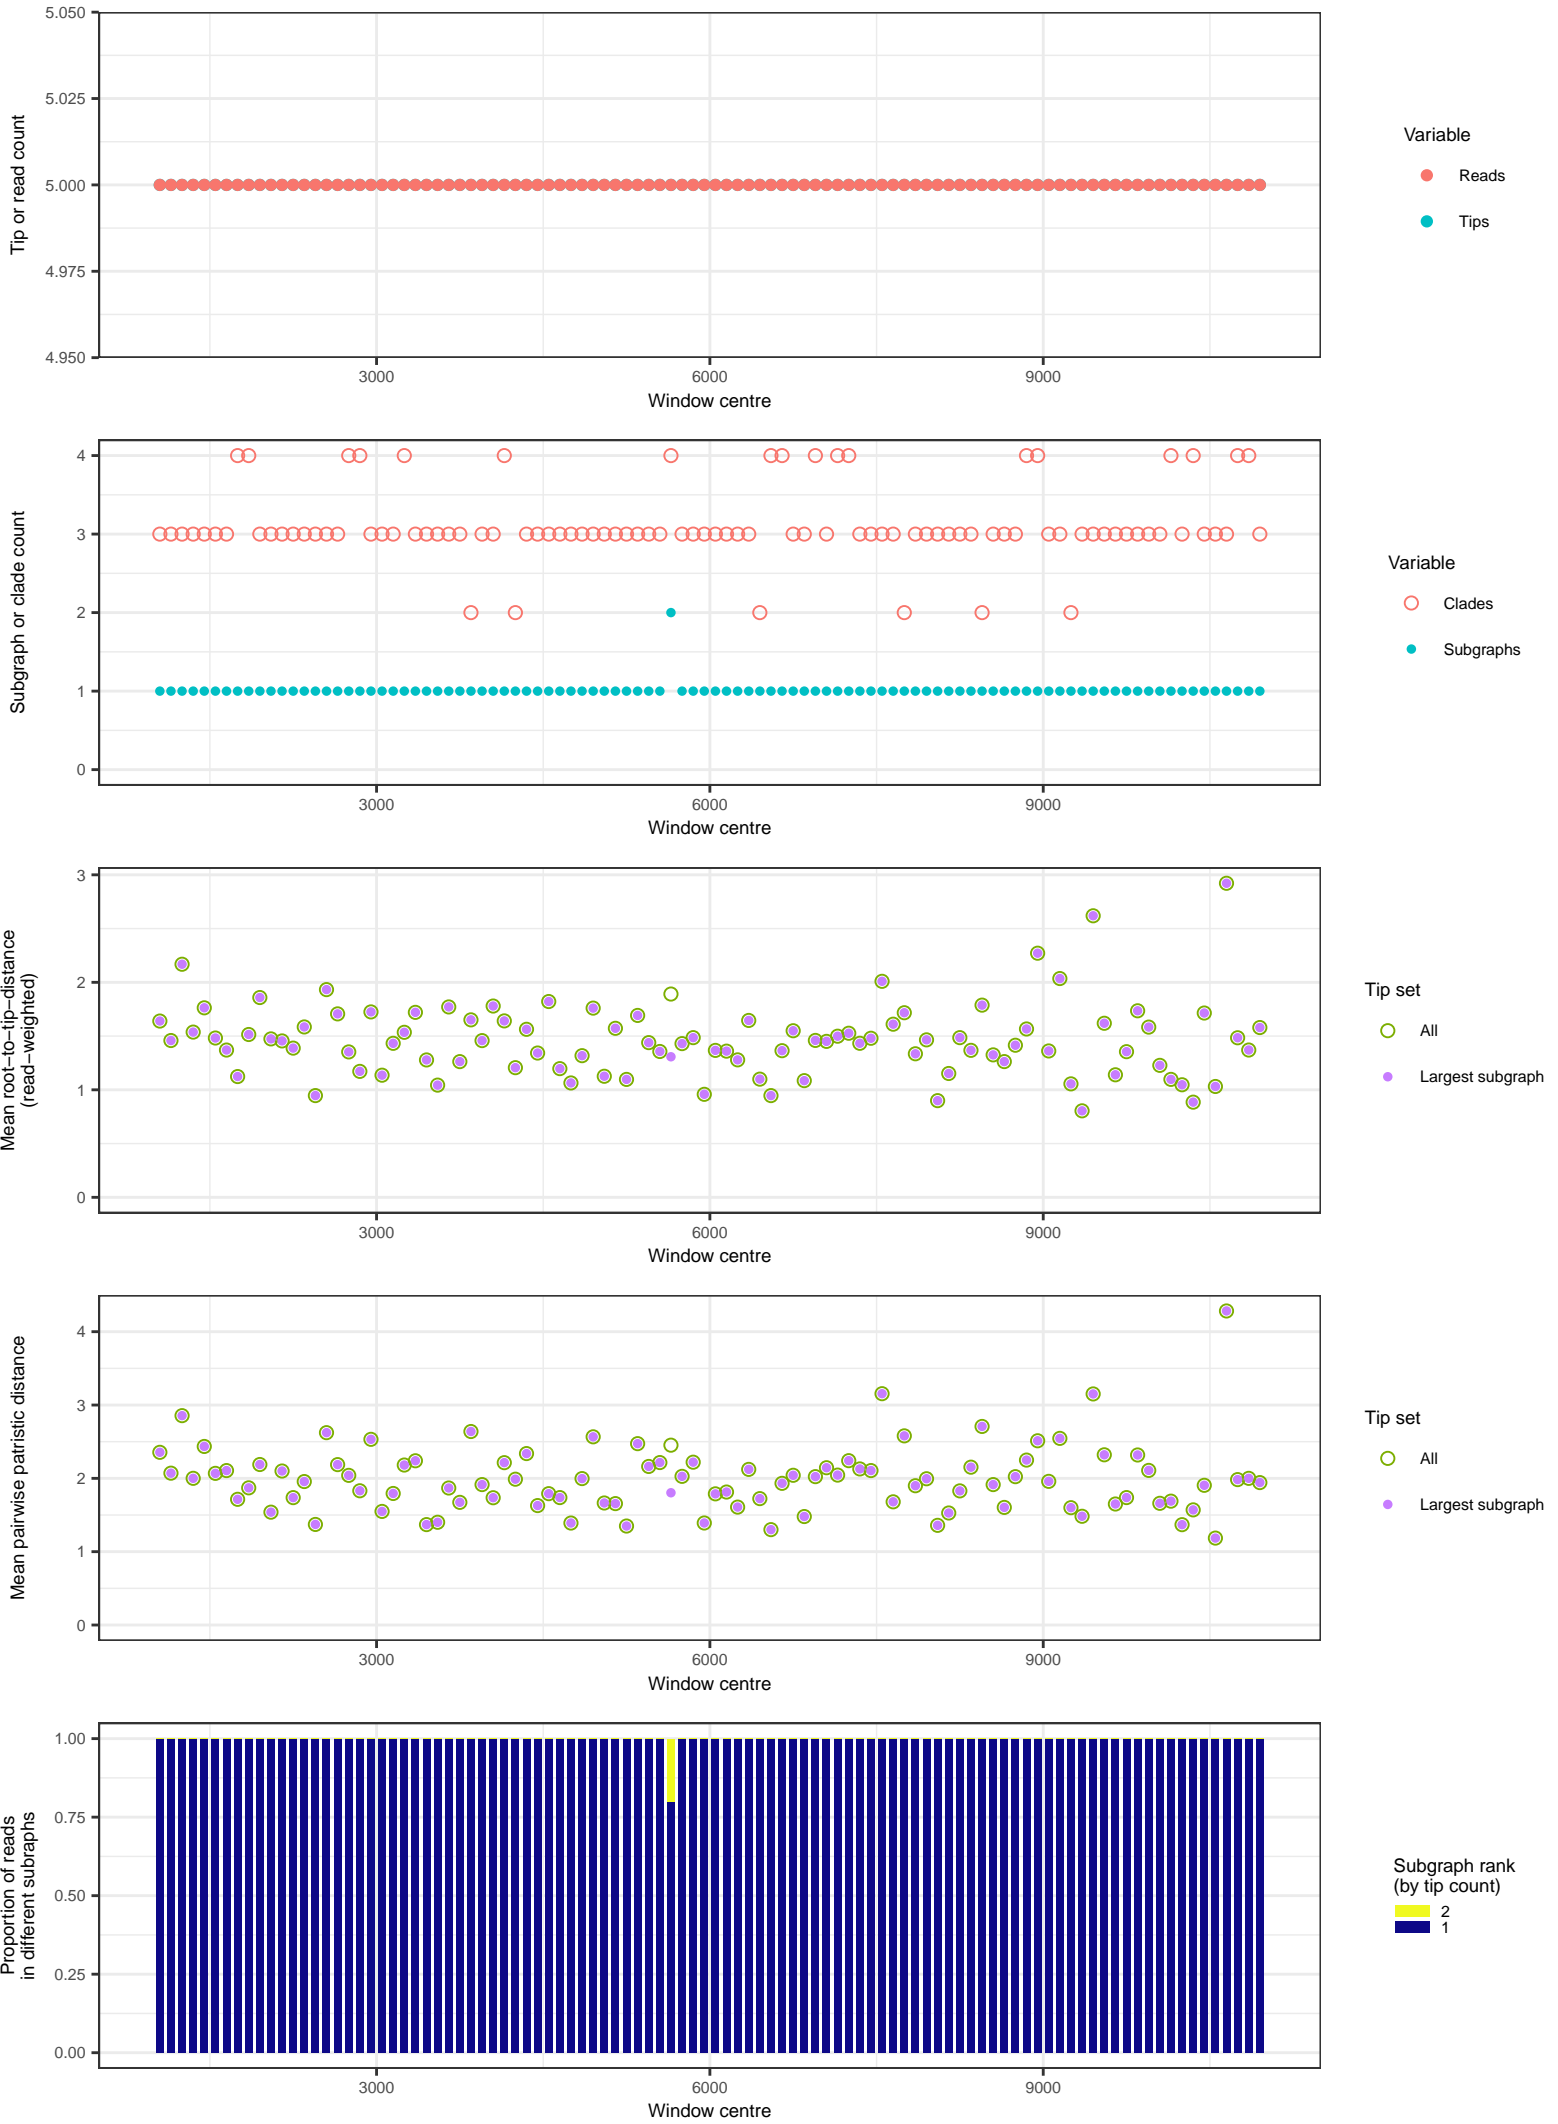 5.050
5.025
5.000
4.975
4.950
Tip or read count
3000
6000
9000
Window centre
Variable
Reads
Tips
4
3
2
1
0
Subgraph or clade count
3000
6000
9000
Window centre
Variable
Clades
Subgraphs
3
2
1
0
Mean root−to−tip−distance
(read−weighted)
3000
6000
9000
Window centre
Tip set
All
Largest subgraph
4
3
2
1
0
Mean pairwise patristic distance
3000
6000
9000
Window centre
Tip set
All
Largest subgraph
1.00
0.75
0.50
0.25
0.00
Proportion of reads
in different subraphs
3000
6000
9000
Window centre
Subgraph rank
(by tip count)
2
1